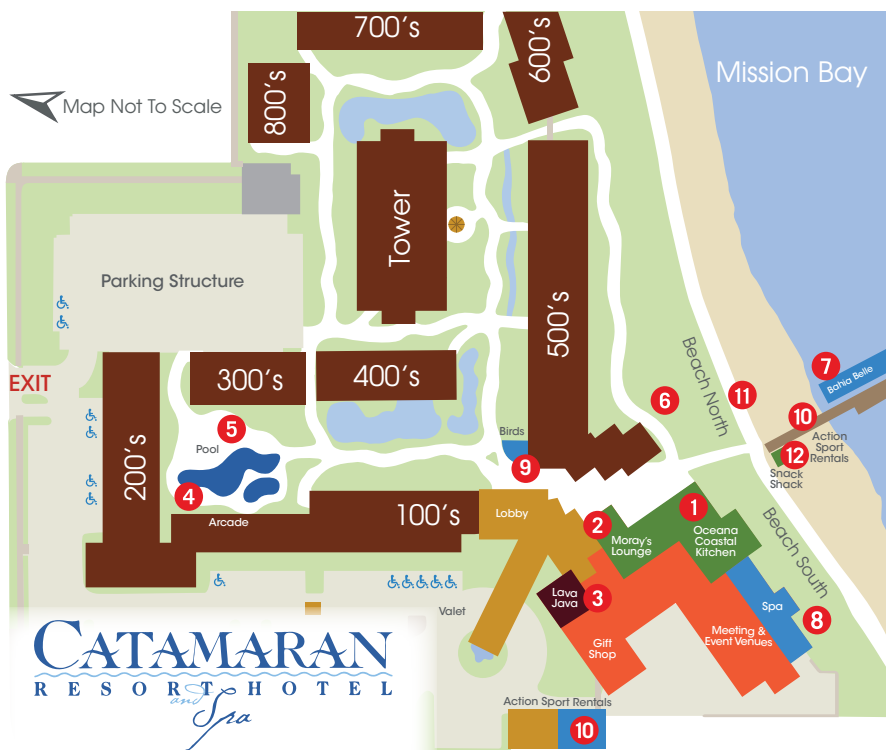 700's
600's
Mission Bay
Map Not To Scale
800's
Tower
Parking Structure
500's
EXIT
300's
400's
Beach North
7
Bahia Belle
11
6
10
Action
Sport
Rentals
12
Snack
Shack
5
Pool
Birds
9
200's
4
Arcade
100's
Lobby
2
Moray's
Lounge
1
Oceana
Coastal
Kitchen
Beach South
Lava
Java
3
Spa
8
Valet
Gift
Shop
Meeting &
Event Venues
CATAMARAN
RESORT HOTEL
and
Spa
Action Sport Rentals
10